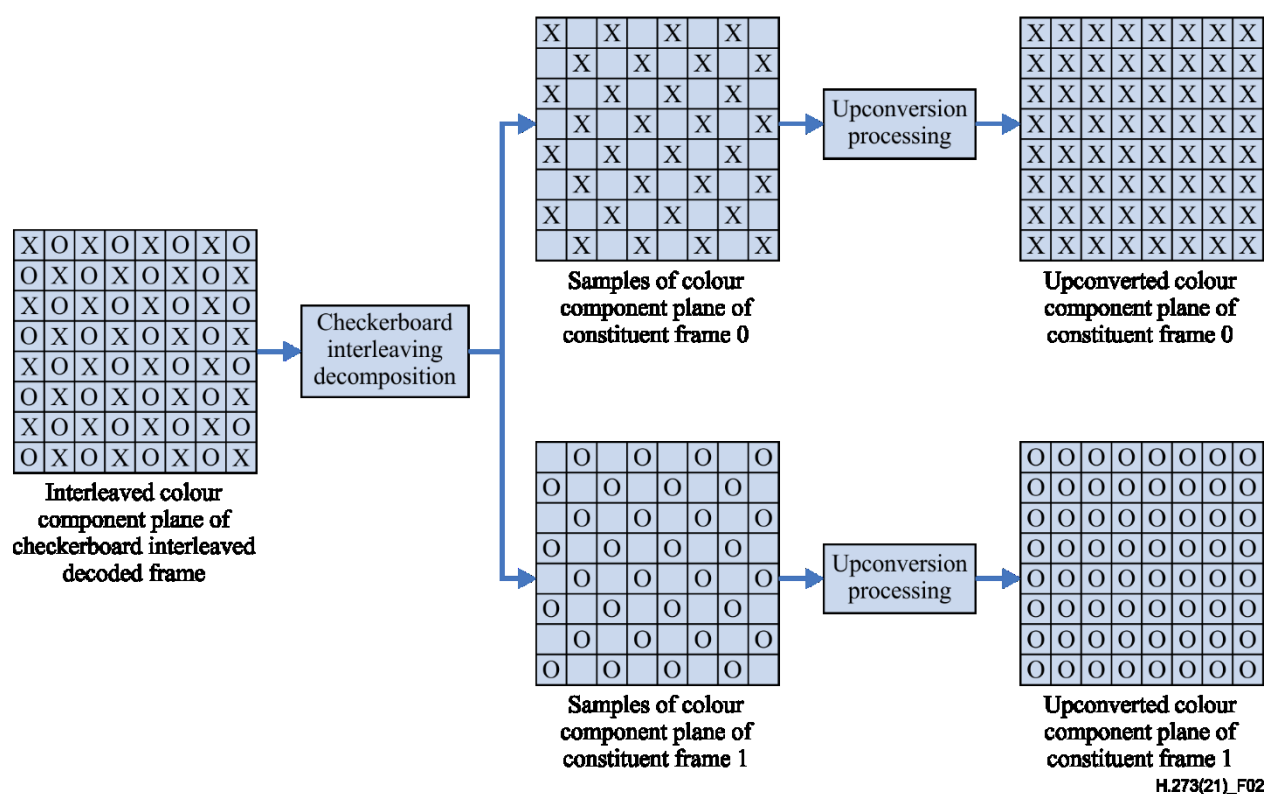 X O X O X O X O
O X O X O X O X
X O X O X O X O
O X O X O X O X
X O X O X O X O
O X O X O X O X
X O X O X O X O
O X O X O X O X
Interleaved colour
component plane of
checkerboard interleaved
decoded frame
Checkerboard
interleaving
decomposition
X X X X
X X X X
X X X X
X X X X
X X X X
X X X X
X X X X
X X X X
Samples of colour
component plane of
constituent frame 0
Upconversion
processing
X X X X X X X X
X X X X X X X X
X X X X X X X X
X X X X X X X X
X X X X X X X X
X X X X X X X X
X X X X X X X X
X X X X X X X X
Upconverted colour
component plane of
constituent frame 0
O O O O
O O O O
O O O O
O O O O
O O O O
O O O O
O O O O
O O O O
Samples of colour
component plane of
constituent frame 1
Upconversion
processing
O O O O O O O O
O O O O O O O O
O O O O O O O O
O O O O O O O O
O O O O O O O O
O O O O O O O O
O O O O O O O O
O O O O O O O O
Upconverted colour
component plane of
constituent frame 1
H.273(21)_F02